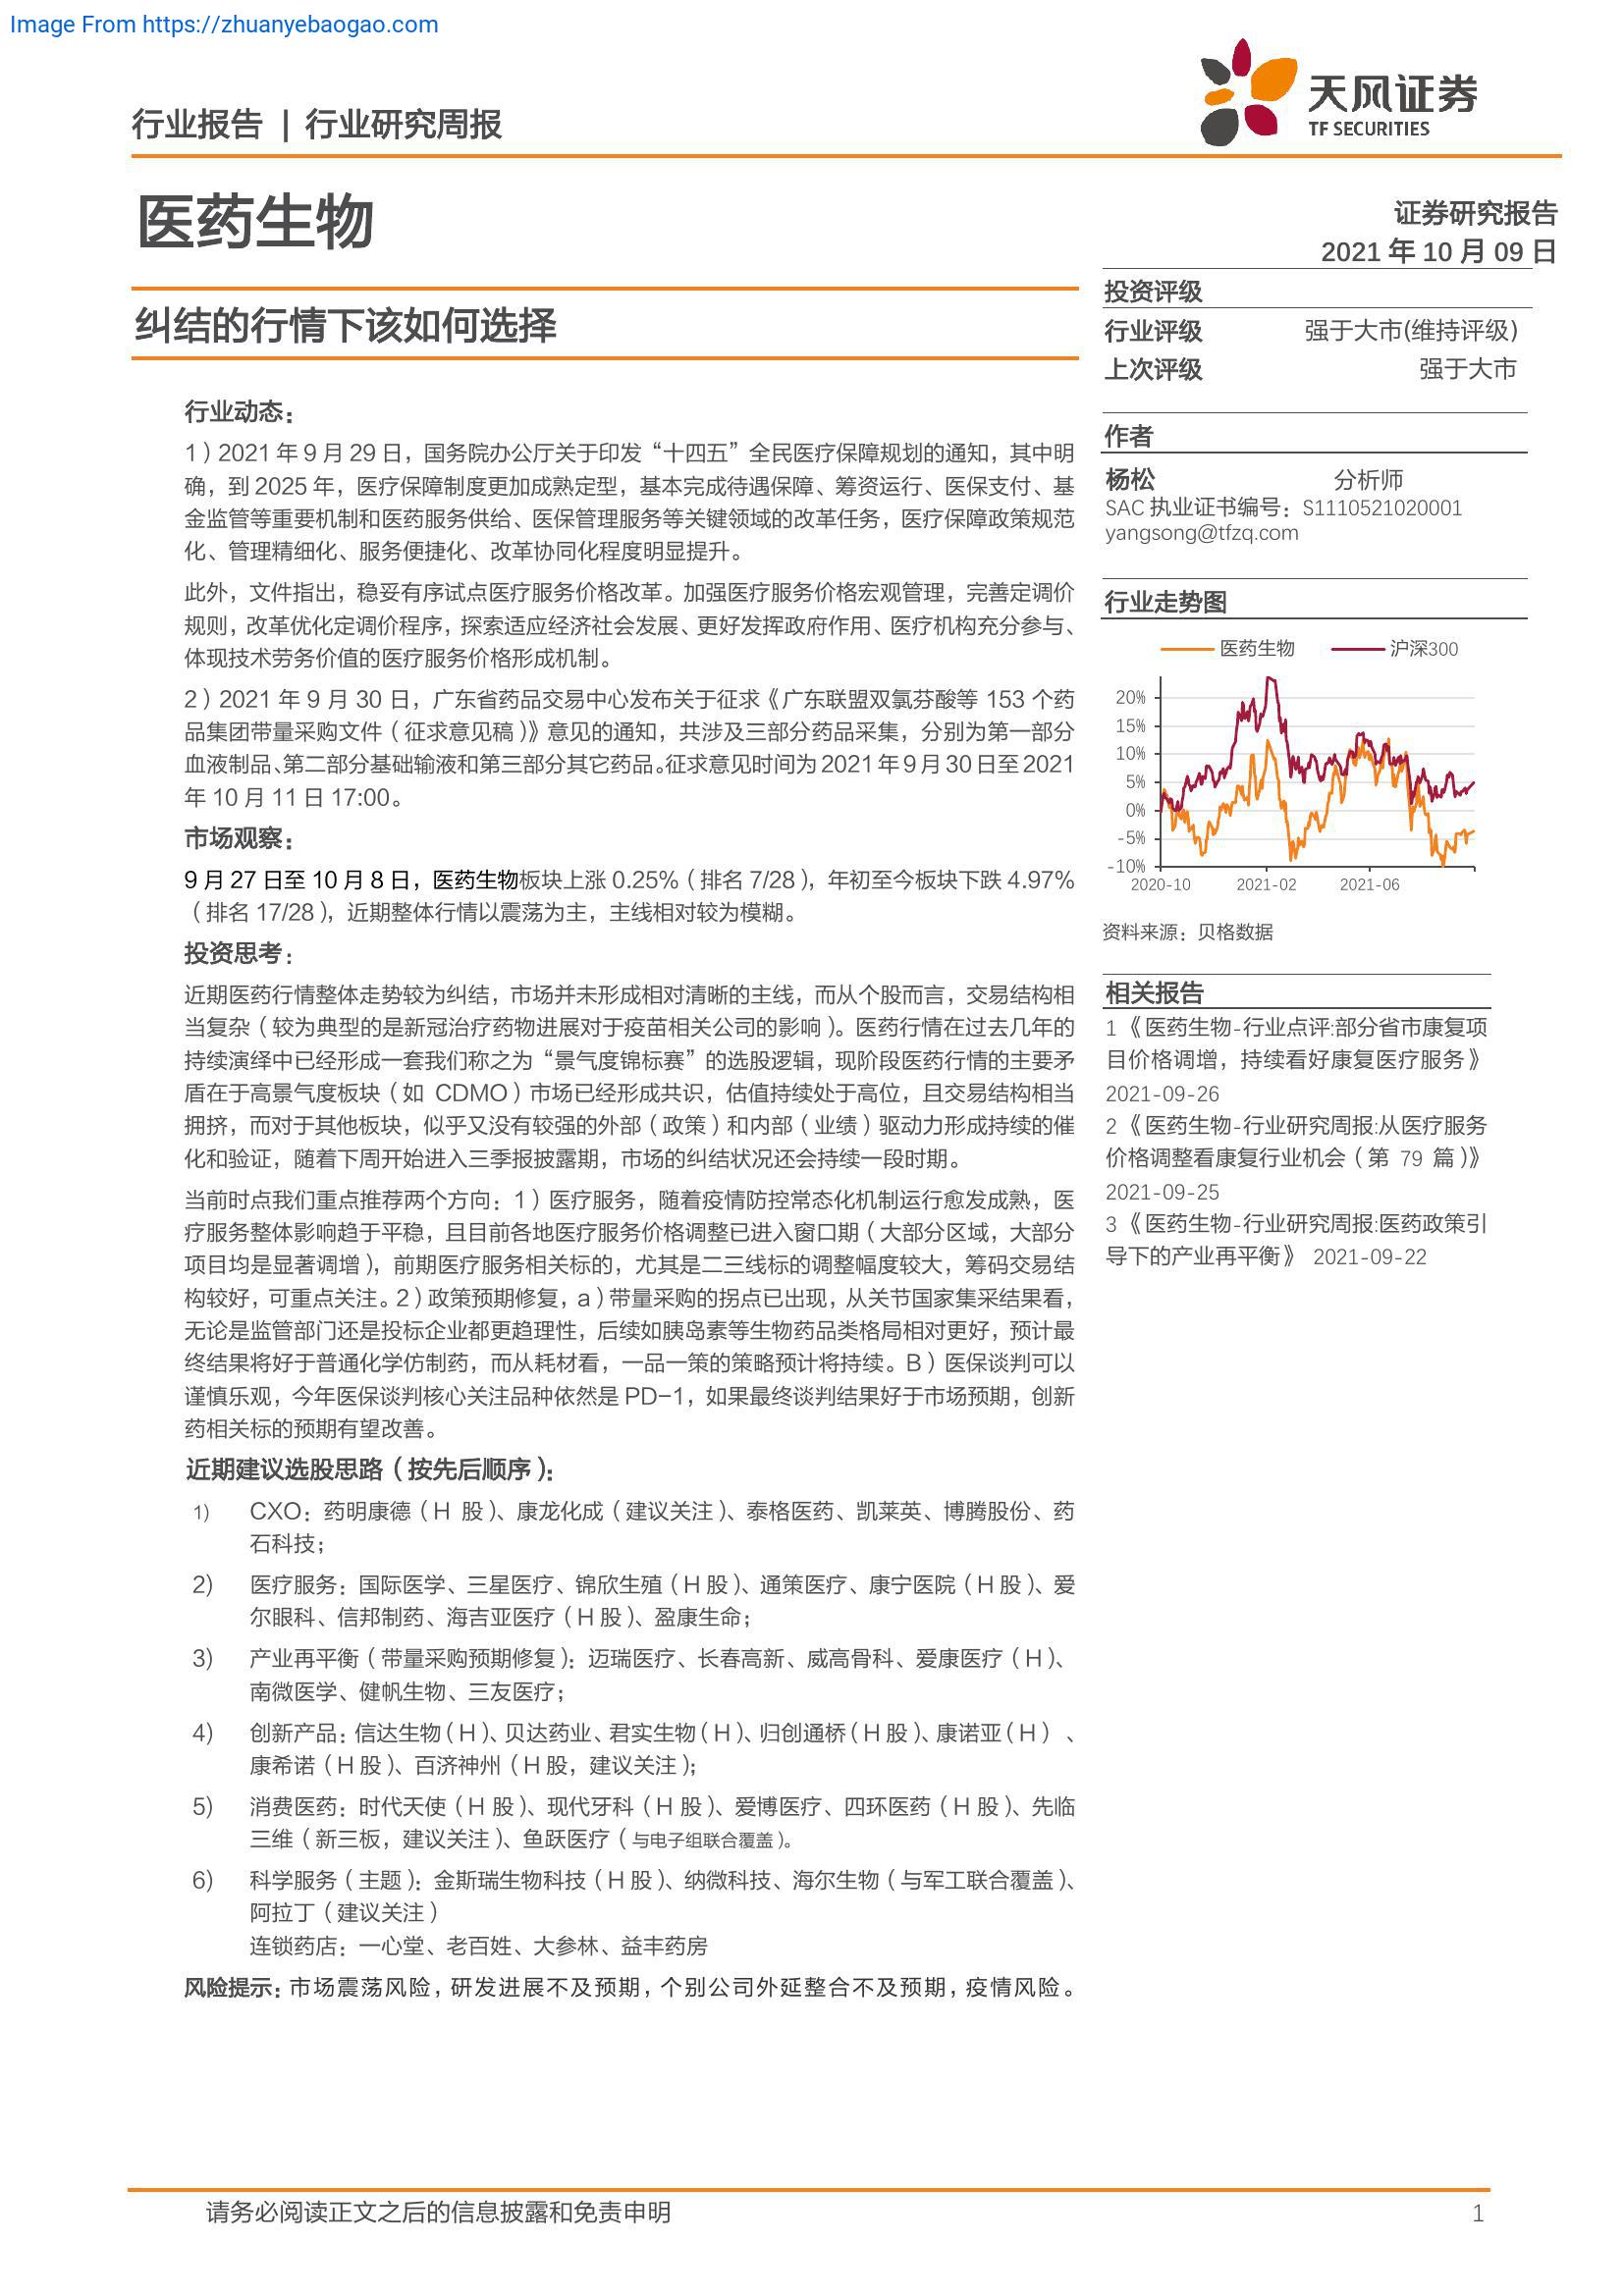 Image From https://zhuanyebaogao.com
行业报告 | 行业研究周报
天风证券
TF SECURITIES
医药生物
证券研究报告
2021 年 10 月 09 日
纠结的行情下该如何选择
投资评级
行业评级 强于大市(维持评级)
上次评级 强于大市
作者
杨松 分析师
SAC 执业证书编号：S1110521020001
yangsong@tfzq.com
行业走势图
医药生物 沪深300
20%
15%
10%
5%
0%
-5%
-10%
2020-10 2021-02 2021-06
资料来源：贝格数据
相关报告
1 《医药生物-行业点评:部分省市康复项
目价格调增，持续看好康复医疗服务》
2021-09-26
2 《医药生物-行业研究周报:从医疗服务
价格调整看康复行业机会（第 79 篇）》
2021-09-25
3 《医药生物-行业研究周报:医药政策引
导下的产业再平衡》 2021-09-22
行业动态：
1）2021 年 9 月 29 日，国务院办公厅关于印发“十四五”全民医疗保障规划的通知，其中明
确，到 2025 年，医疗保障制度更加成熟定型，基本完成待遇保障、筹资运行、医保支付、基
金监管等重要机制和医药服务供给、医保管理服务等关键领域的改革任务，医疗保障政策规范
化、管理精细化、服务便捷化、改革协同化程度明显提升。
此外，文件指出，稳妥有序试点医疗服务价格改革。加强医疗服务价格宏观管理，完善定调价
规则，改革优化定调价程序，探索适应经济社会发展、更好发挥政府作用、医疗机构充分参与、
体现技术劳务价值的医疗服务价格形成机制。
2）2021 年 9 月 30 日，广东省药品交易中心发布关于征求《广东联盟双氯芬酸等 153 个药
品集团带量采购文件（征求意见稿）》意见的通知，共涉及三部分药品采集，分别为第一部分
血液制品、第二部分基础输液和第三部分其它药品。征求意见时间为 2021 年 9 月 30 日至 2021
年 10 月 11 日 17:00。
市场观察：
9 月 27 日至 10 月 8 日，医药生物板块上涨 0.25%（排名 7/28），年初至今板块下跌 4.97%
（排名 17/28），近期整体行情以震荡为主，主线相对较为模糊。
投资思考：
近期医药行情整体走势较为纠结，市场并未形成相对清晰的主线，而从个股而言，交易结构相
当复杂（较为典型的是新冠治疗药物进展对于疫苗相关公司的影响）。医药行情在过去几年的
持续演绎中已经形成一套我们称之为“景气度锦标赛”的选股逻辑，现阶段医药行情的主要矛
盾在于高景气度板块（如 CDMO）市场已经形成共识，估值持续处于高位，且交易结构相当
拥挤，而对于其他板块，似乎又没有较强的外部（政策）和内部（业绩）驱动力形成持续的催
化和验证，随着下周开始进入三季报披露期，市场的纠结状况还会持续一段时期。
当前时点我们重点推荐两个方向：1）医疗服务，随着疫情防控常态化机制运行愈发成熟，医
疗服务整体影响趋于平稳，且目前各地医疗服务价格调整已进入窗口期（大部分区域，大部分
项目均是显著调增），前期医疗服务相关标的，尤其是二三线标的调整幅度较大，筹码交易结
构较好，可重点关注。2）政策预期修复，a）带量采购的拐点已出现，从关节国家集采结果看，
无论是监管部门还是投标企业都更趋理性，后续如胰岛素等生物药品类格局相对更好，预计最
终结果将好于普通化学仿制药，而从耗材看，一品一策的策略预计将持续。B）医保谈判可以
谨慎乐观，今年医保谈判核心关注品种依然是 PD-1，如果最终谈判结果好于市场预期，创新
药相关标的预期有望改善。
近期建议选股思路（按先后顺序）：
1) CXO：药明康德（H 股）、康龙化成（建议关注）、泰格医药、凯莱英、博腾股份、药
石科技；
2) 医疗服务：国际医学、三星医疗、锦欣生殖（H 股）、通策医疗、康宁医院（H 股）、爱
尔眼科、信邦制药、海吉亚医疗（H 股）、盈康生命；
3) 产业再平衡（带量采购预期修复）：迈瑞医疗、长春高新、威高骨科、爱康医疗（H）、
南微医学、健帆生物、三友医疗；
4) 创新产品：信达生物（H）、贝达药业、君实生物（H）、归创通桥（H 股）、康诺亚（H） 、
康希诺（H 股）、百济神州（H 股，建议关注）；
5) 消费医药：时代天使（H 股）、现代牙科（H 股）、爱博医疗、四环医药（H 股）、先临
三维（新三板，建议关注）、鱼跃医疗（与电子组联合覆盖）。
6) 科学服务（主题）：金斯瑞生物科技（H 股）、纳微科技、海尔生物（与军工联合覆盖）、
阿拉丁（建议关注）
连锁药店：一心堂、老百姓、大参林、益丰药房
风险提示：市场震荡风险，研发进展不及预期，个别公司外延整合不及预期，疫情风险。
请务必阅读正文之后的信息披露和免责申明 1